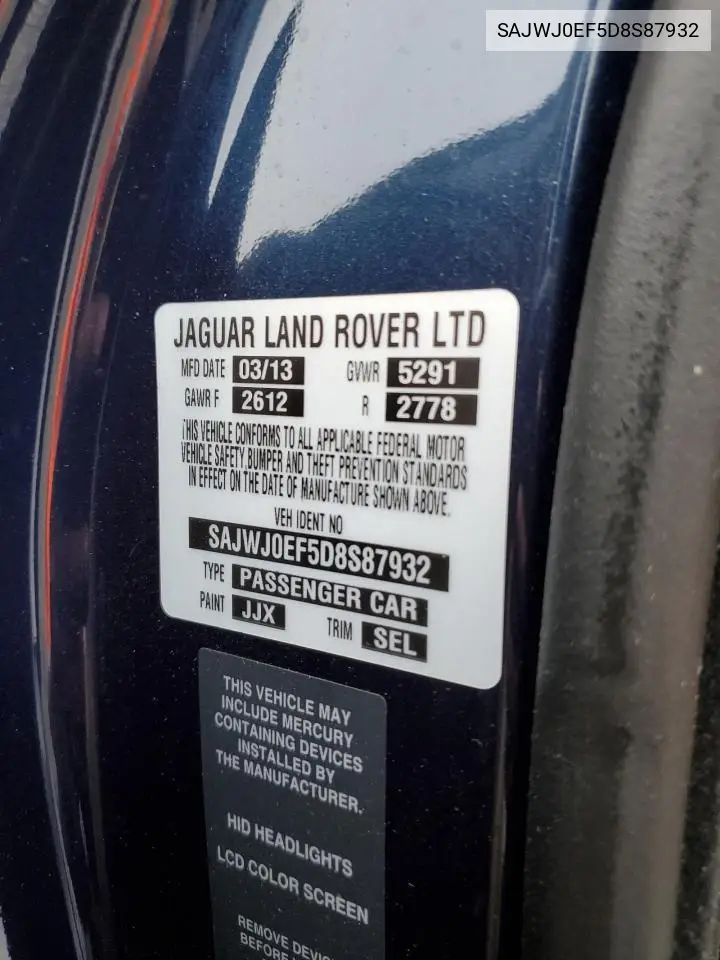 SAJWJ0EF5D8S87932
JAGUAR LAND ROVER LTD
MFD DATE 03/13 GVWR 5291
GAWR F 2612 R 2778
THIS VEHICLE CONFORMS TO ALL APPLICABLE FEDERAL MOTOR
VEHICLE SAFETY, BUMPER AND THEFT PREVENTION STANDARDS
IN EFFECT ON THE DATE OF MANUFACTURE SHOWN ABOVE.
VEH IDENT NO
SAJWJ0EF5D8S87932
TYPE PASSENGER CAR
PAINT JJX TRIM SEL
THIS VEHICLE MAY
INCLUDE MERCURY
CONTAINING DEVICES
INSTALLED BY
THE MANUFACTURER.
HID HEADLIGHTS
LCD COLOR SCREEN
REMOVE
BEFORE